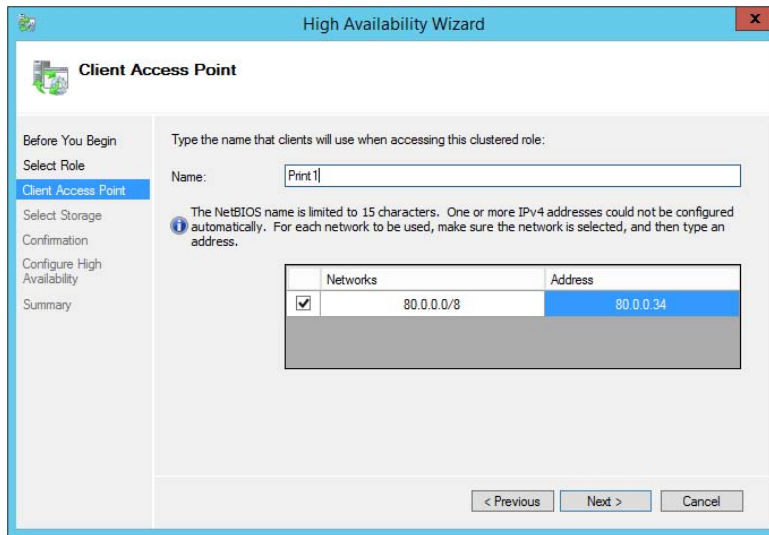 High Availability Wizard
x
Client Access Point
Before You Begin
Select Role
Client Access Point
Select Storage
Confirmation
Configure High
Availability
Summary
Type the name that clients will use when accessing this clustered role:
Name: Print1
The NetBIOS name is limited to 15 characters. One or more IPv4 addresses could not be configured
automatically. For each network to be used, make sure the network is selected, and then type an
address.
Networks Address
80.0.0.0/8 80.0.0.34
< Previous Next > Cancel